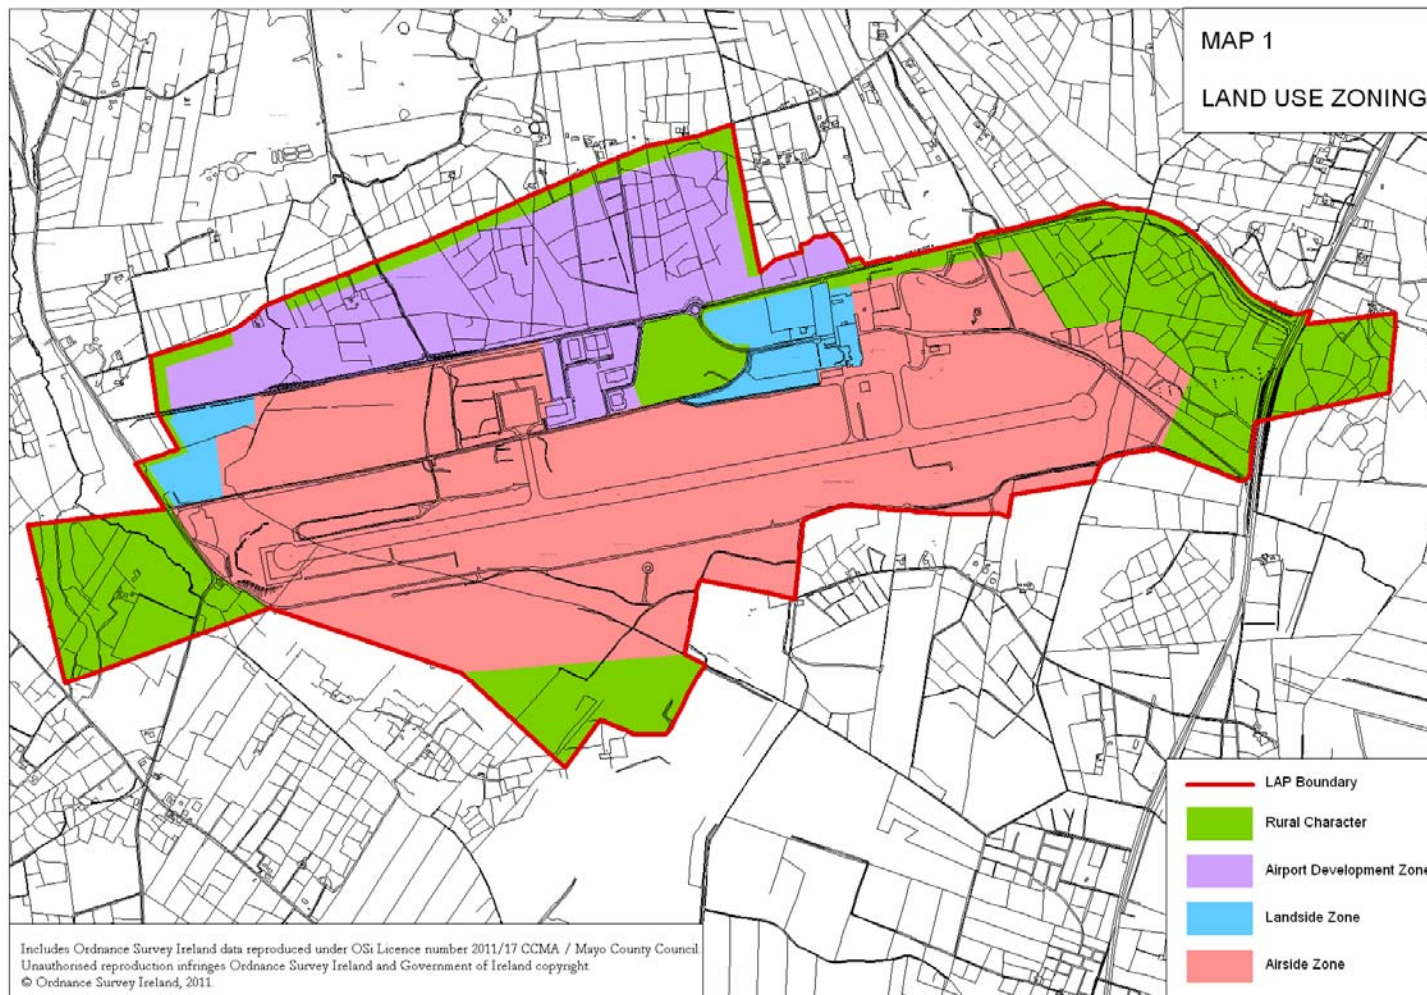 MAP 1
LAND USE ZONING
LAP Boundary
Rural Character
Airport Development Zone
Landside Zone
Airside Zone
Includes Ordnance Survey Ireland data reproduced under OSi Licence number 2011/17 CCMA / Mayo County Council.
Unauthorised reproduction infringes Ordnance Survey Ireland and Government of Ireland copyright.
© Ordnance Survey Ireland, 2011.